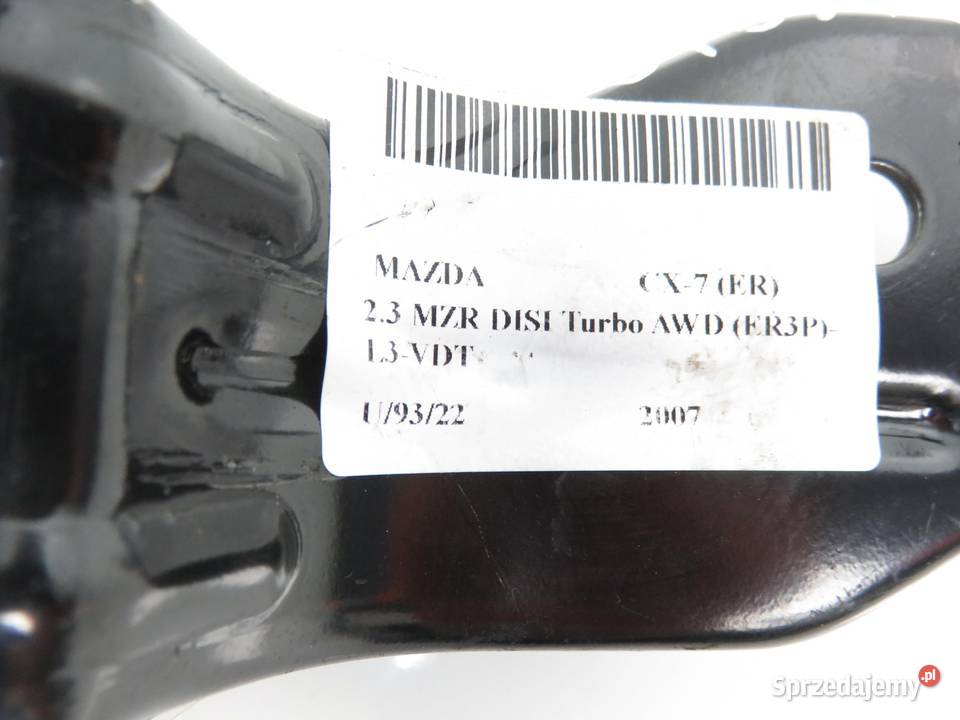 MAZDA CX-7 (ER)
2.3 MZR DISI Turbo AWD (ER3P)-
L3-VDT
U/93/22 2007
Sprzedajemy.pl